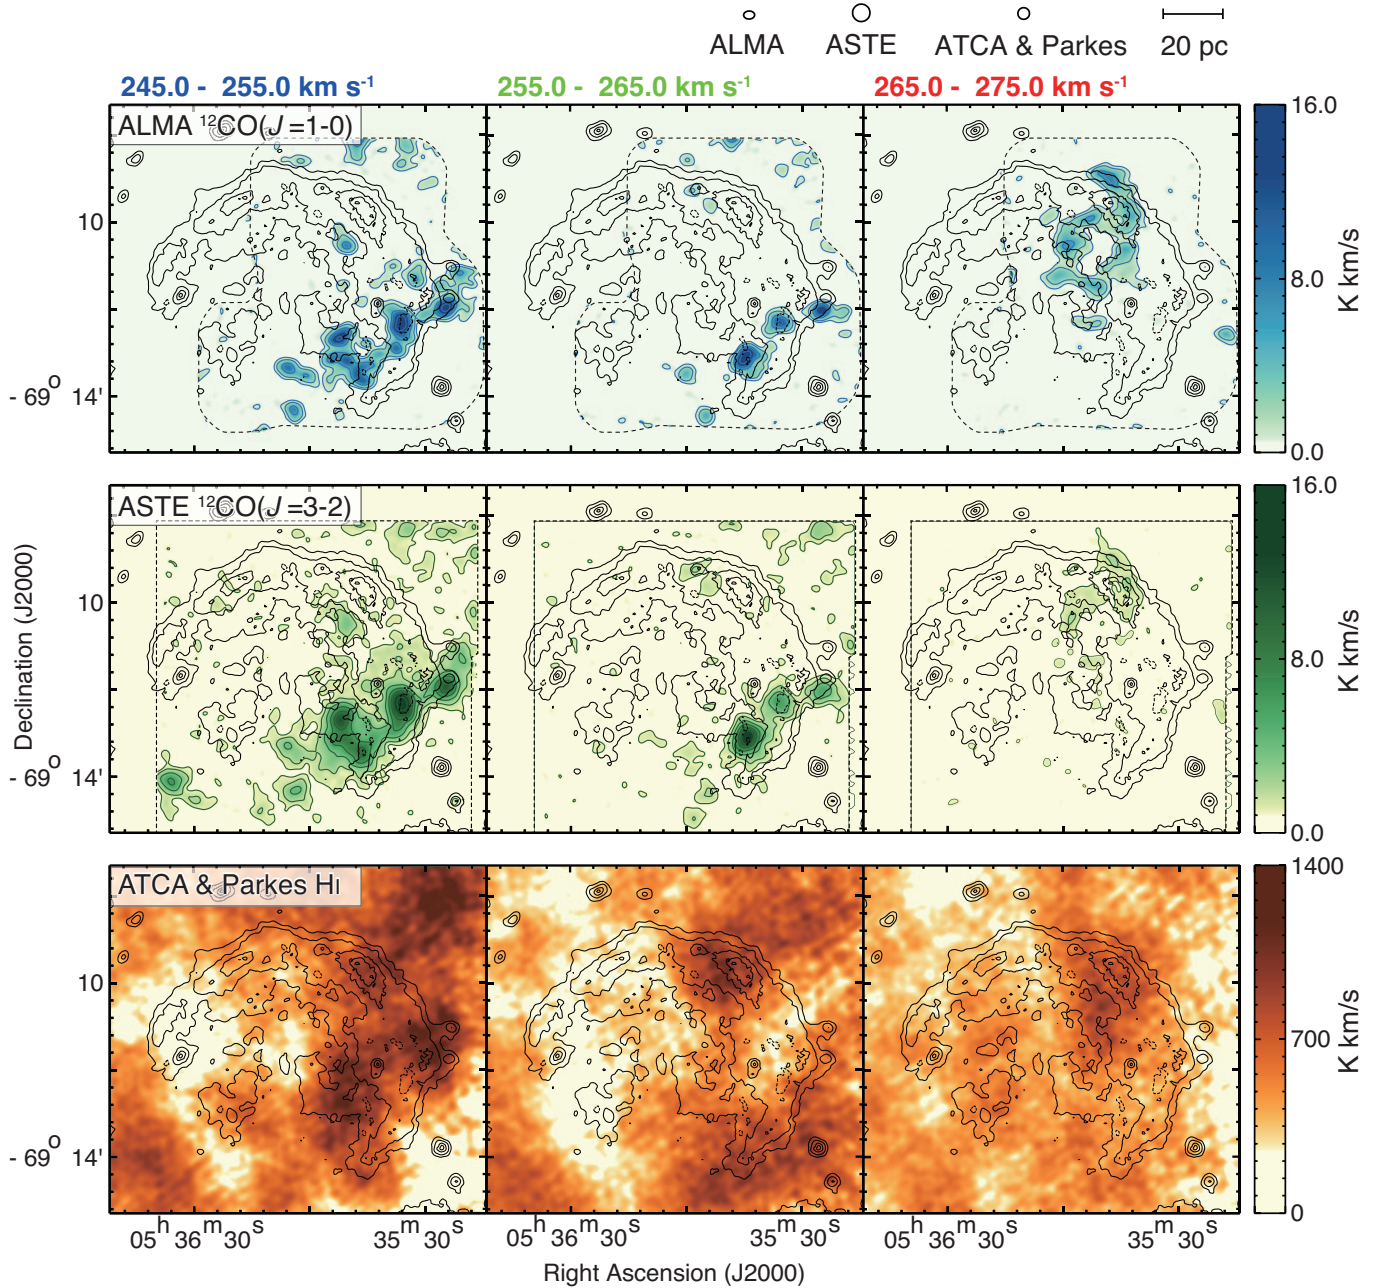 ALMA ASTE ATCA & Parkes 20 pc
245.0 - 255.0 km s-1 255.0 - 265.0 km s-1 265.0 - 275.0 km s-1
ALMA 12CO(J=1-0)
16.0
10
8.0
K km/s
- 69° 14'
0.0
ASTE 12CO(J=3-2)
16.0
10
8.0
K km/s
- 69° 14'
0.0
Declination (J2000)
ATCA & Parkes HI
1400
10
700
K km/s
- 69° 14'
0
05h 36m 30s 35m 30s 05h 36m 30s 35m 30s 05h 36m 30s 35m 30s
Right Ascension (J2000)